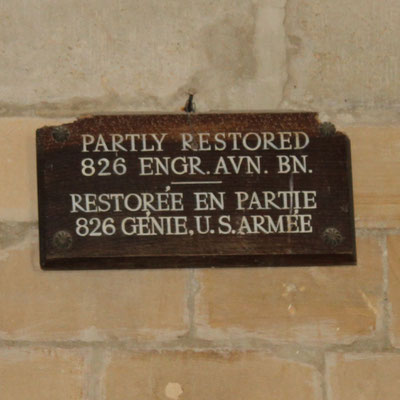 PARTLY RESTORED
826 ENGR. AVN. BN.
RESTORÉE EN PARTIE
826 GÉNIE, U.S. ARMÉE